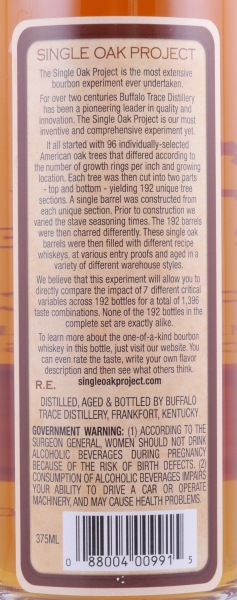 SINGLE OAK PROJECT
The Single Oak Project is the most extensive
bourbon experiment ever undertaken.
For over two centuries Buffalo Trace Distillery
has been a pioneering leader in quality and
innovation. The Single Oak Project is our most
inventive and comprehensive experiment yet.
It all started with 96 individually-selected
American oak trees that differed according to
the number of growth rings per inch and growing
location. Each tree was then cut into two parts
- top and bottom - yielding 192 unique tree
sections. A single barrel was constructed from
each unique section. Prior to construction we
varied the stave seasoning times. The 192 barrels
were then charred differently. These single oak
barrels were then filled with different recipe
whiskeys, at various entry proofs and aged in a
variety of different warehouse styles.
We believe that this experiment will allow you to
directly compare the impact of 7 different critical
variables across 192 bottles for a total of 1,396
taste combinations. None of the 192 bottles in the
complete set are exactly alike.
To learn more about the one-of-a-kind bourbon
whiskey in this bottle, just visit our website. You
can even rate the taste, write your own flavor
description and then see what others think.
R.E. singleoakproject.com
DISTILLED, AGED & BOTTLED BY BUFFALO
TRACE DISTILLERY, FRANKFORT, KENTUCKY.
GOVERNMENT WARNING: (1) ACCORDING TO THE
SURGEON GENERAL, WOMEN SHOULD NOT DRINK
ALCOHOLIC BEVERAGES DURING PREGNANCY
BECAUSE OF THE RISK OF BIRTH DEFECTS. (2)
CONSUMPTION OF ALCOHOLIC BEVERAGES IMPAIRS
YOUR ABILITY TO DRIVE A CAR OR OPERATE
MACHINERY, AND MAY CAUSE HEALTH PROBLEMS.
375ML
0 88004 00991 5